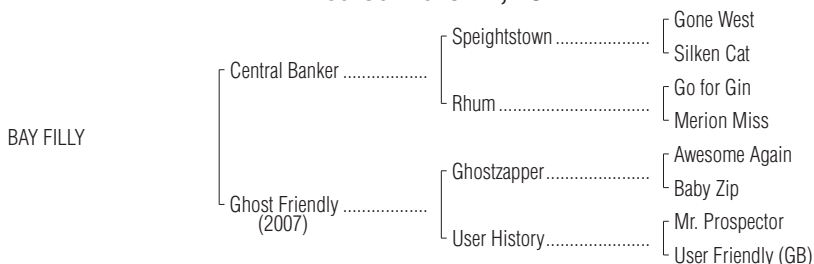 Gone West
Speightstown ....................
Silken Cat
Central Banker ..................
Go for Gin
Rhum ................................
Merion Miss
BAY FILLY
Awesome Again
Ghostzapper ......................
Baby Zip
Ghost Friendly ..................
(2007)
Mr. Prospector
User History ......................
User Friendly (GB)